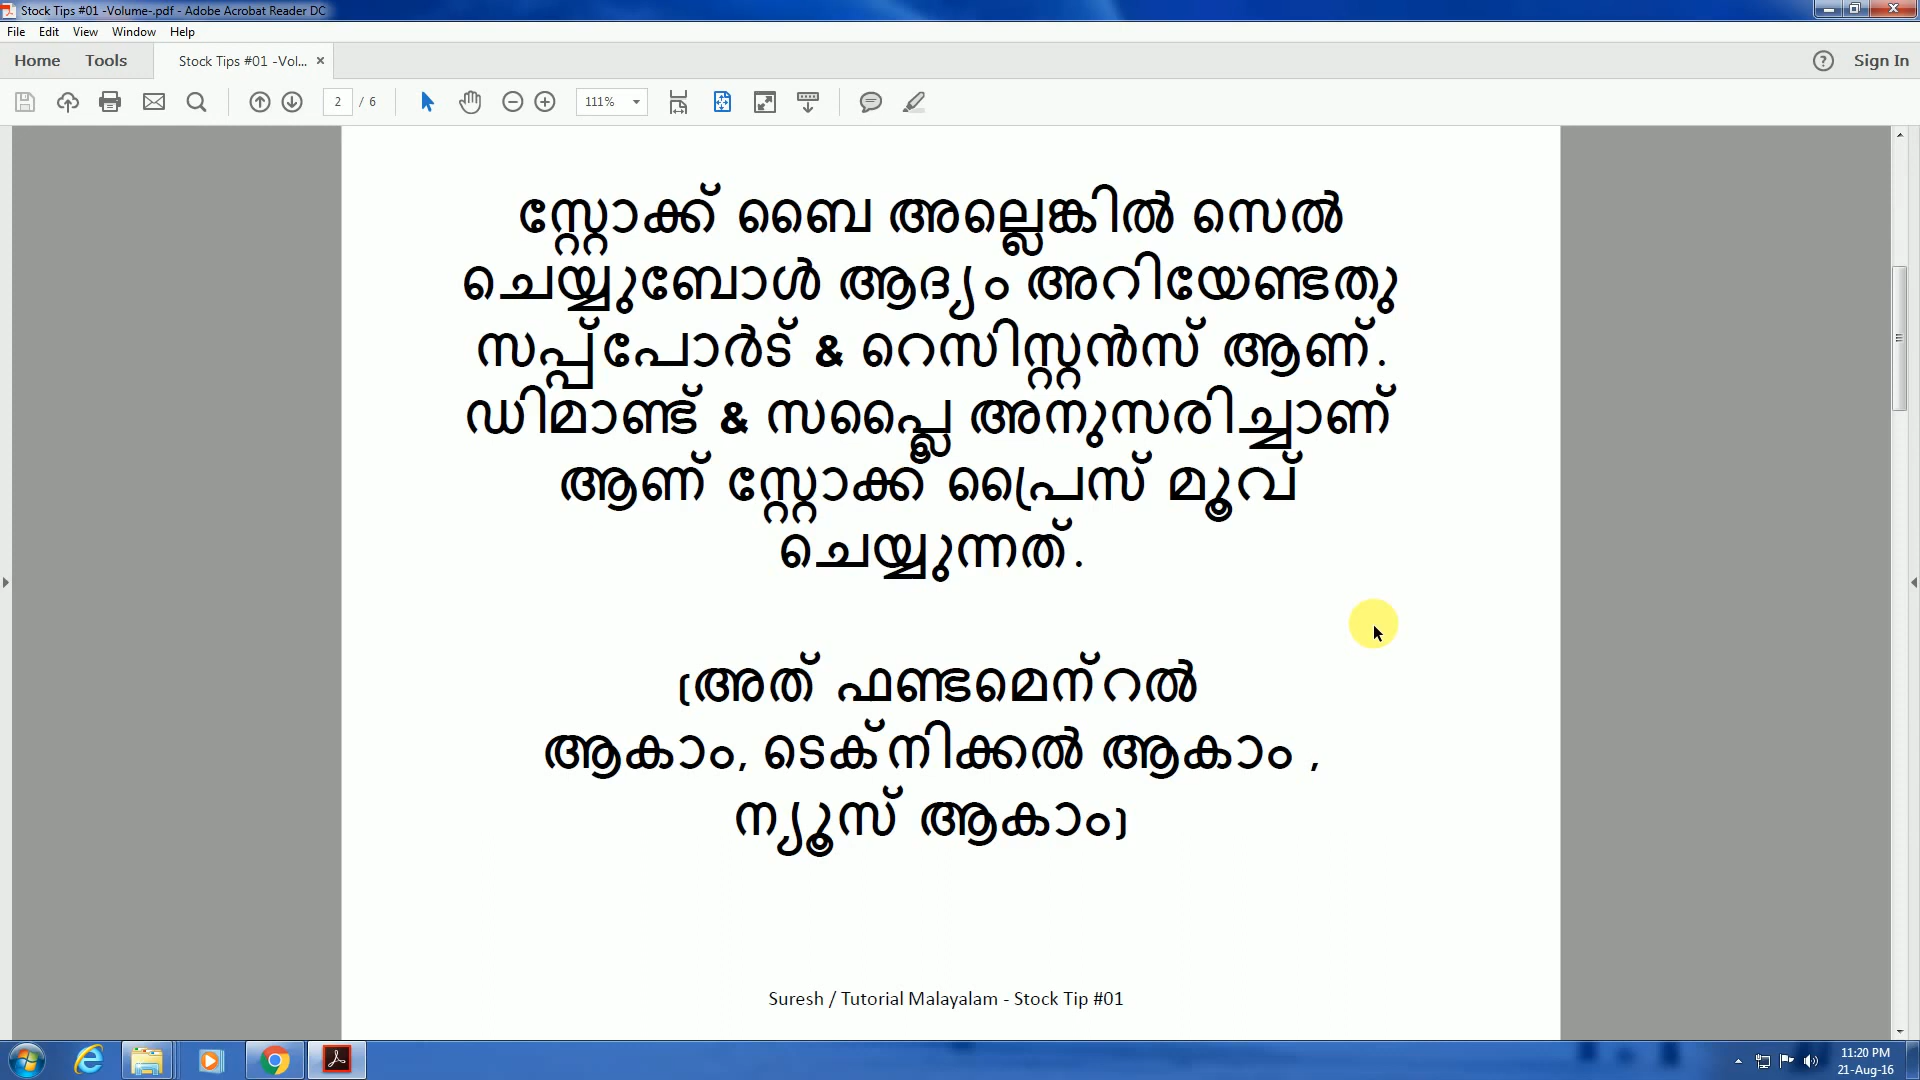 Stock Tips #01 -Volume-.pdf - Adobe Acrobat Reader DC
File Edit View Window Help
Home Tools Stock Tips #01 -Vol... × Sign In
2 / 6 111%
സ്റ്റോക്ക് ബൈ അല്ലെങ്കിൽ സെൽ
ചെയ്യുബോൾ ആദ്യം അറിയേണ്ടതു
സപ്പ്പോർട് & റെസിസ്റ്റൻസ് ആണ്.
ഡിമാണ്ട് & സപ്ലൈ അനുസരിച്ചാണ്
ആണ് സ്റ്റോക്ക് പ്രൈസ് മൂവ്
ചെയ്യുന്നത്.
(അത് ഫണ്ടമെന്റൽ
ആകാം, ടെക്നിക്കൽ ആകാം ,
ന്യൂസ് ആകാം)
Suresh / Tutorial Malayalam - Stock Tip #01
11:20 PM
21-Aug-16